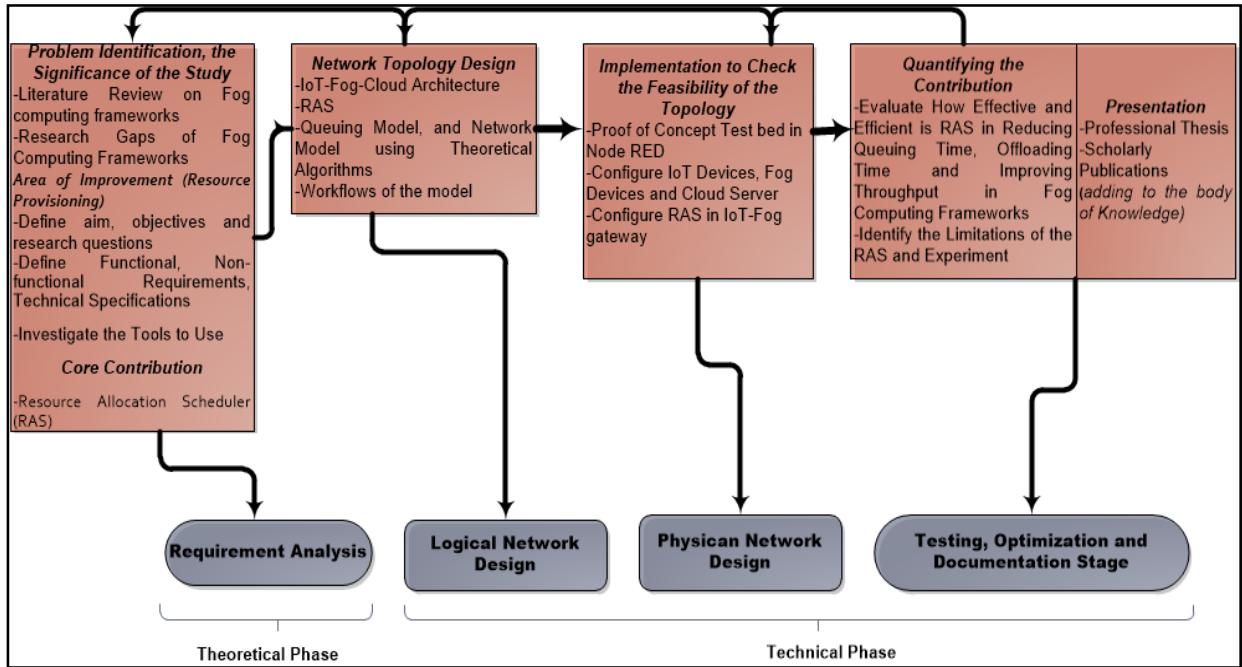 Problem Identification, the
Significance of the Study
-Literature Review on Fog
computing frameworks
-Research Gaps of Fog
Computing Frameworks
Area of Improvement (Resource
Provisioning)
-Define aim, objectives and
research questions
-Define Functional, Non-
functional Requirements,
Technical Specifications
-Investigate the Tools to Use
Core Contribution
-Resource Allocation Scheduler
(RAS)
Network Topology Design
-IoT-Fog-Cloud Architecture
-RAS
-Queuing Model, and Network
Model using Theoretical
Algorithms
-Workflows of the model
Implementation to Check
the Feasibility of the
Topology
-Proof of Concept Test bed in
Node RED
-Configure IoT Devices, Fog
Devices and Cloud Server
-Configure RAS in IoT-Fog
gateway
Quantifying the
Contribution
-Evaluate How Effective and
Efficient is RAS in Reducing
Queuing Time, Offloading
Time and Improving
Throughput in Fog
Computing Frameworks
-Identify the Limitations of the
RAS and Experiment
Presentation
-Professional Thesis
-Scholarly
Publications
(adding to the body
of Knowledge)
Requirement Analysis
Logical Network
Design
Physican Network
Design
Testing, Optimization and
Documentation Stage
Theoretical Phase
Technical Phase